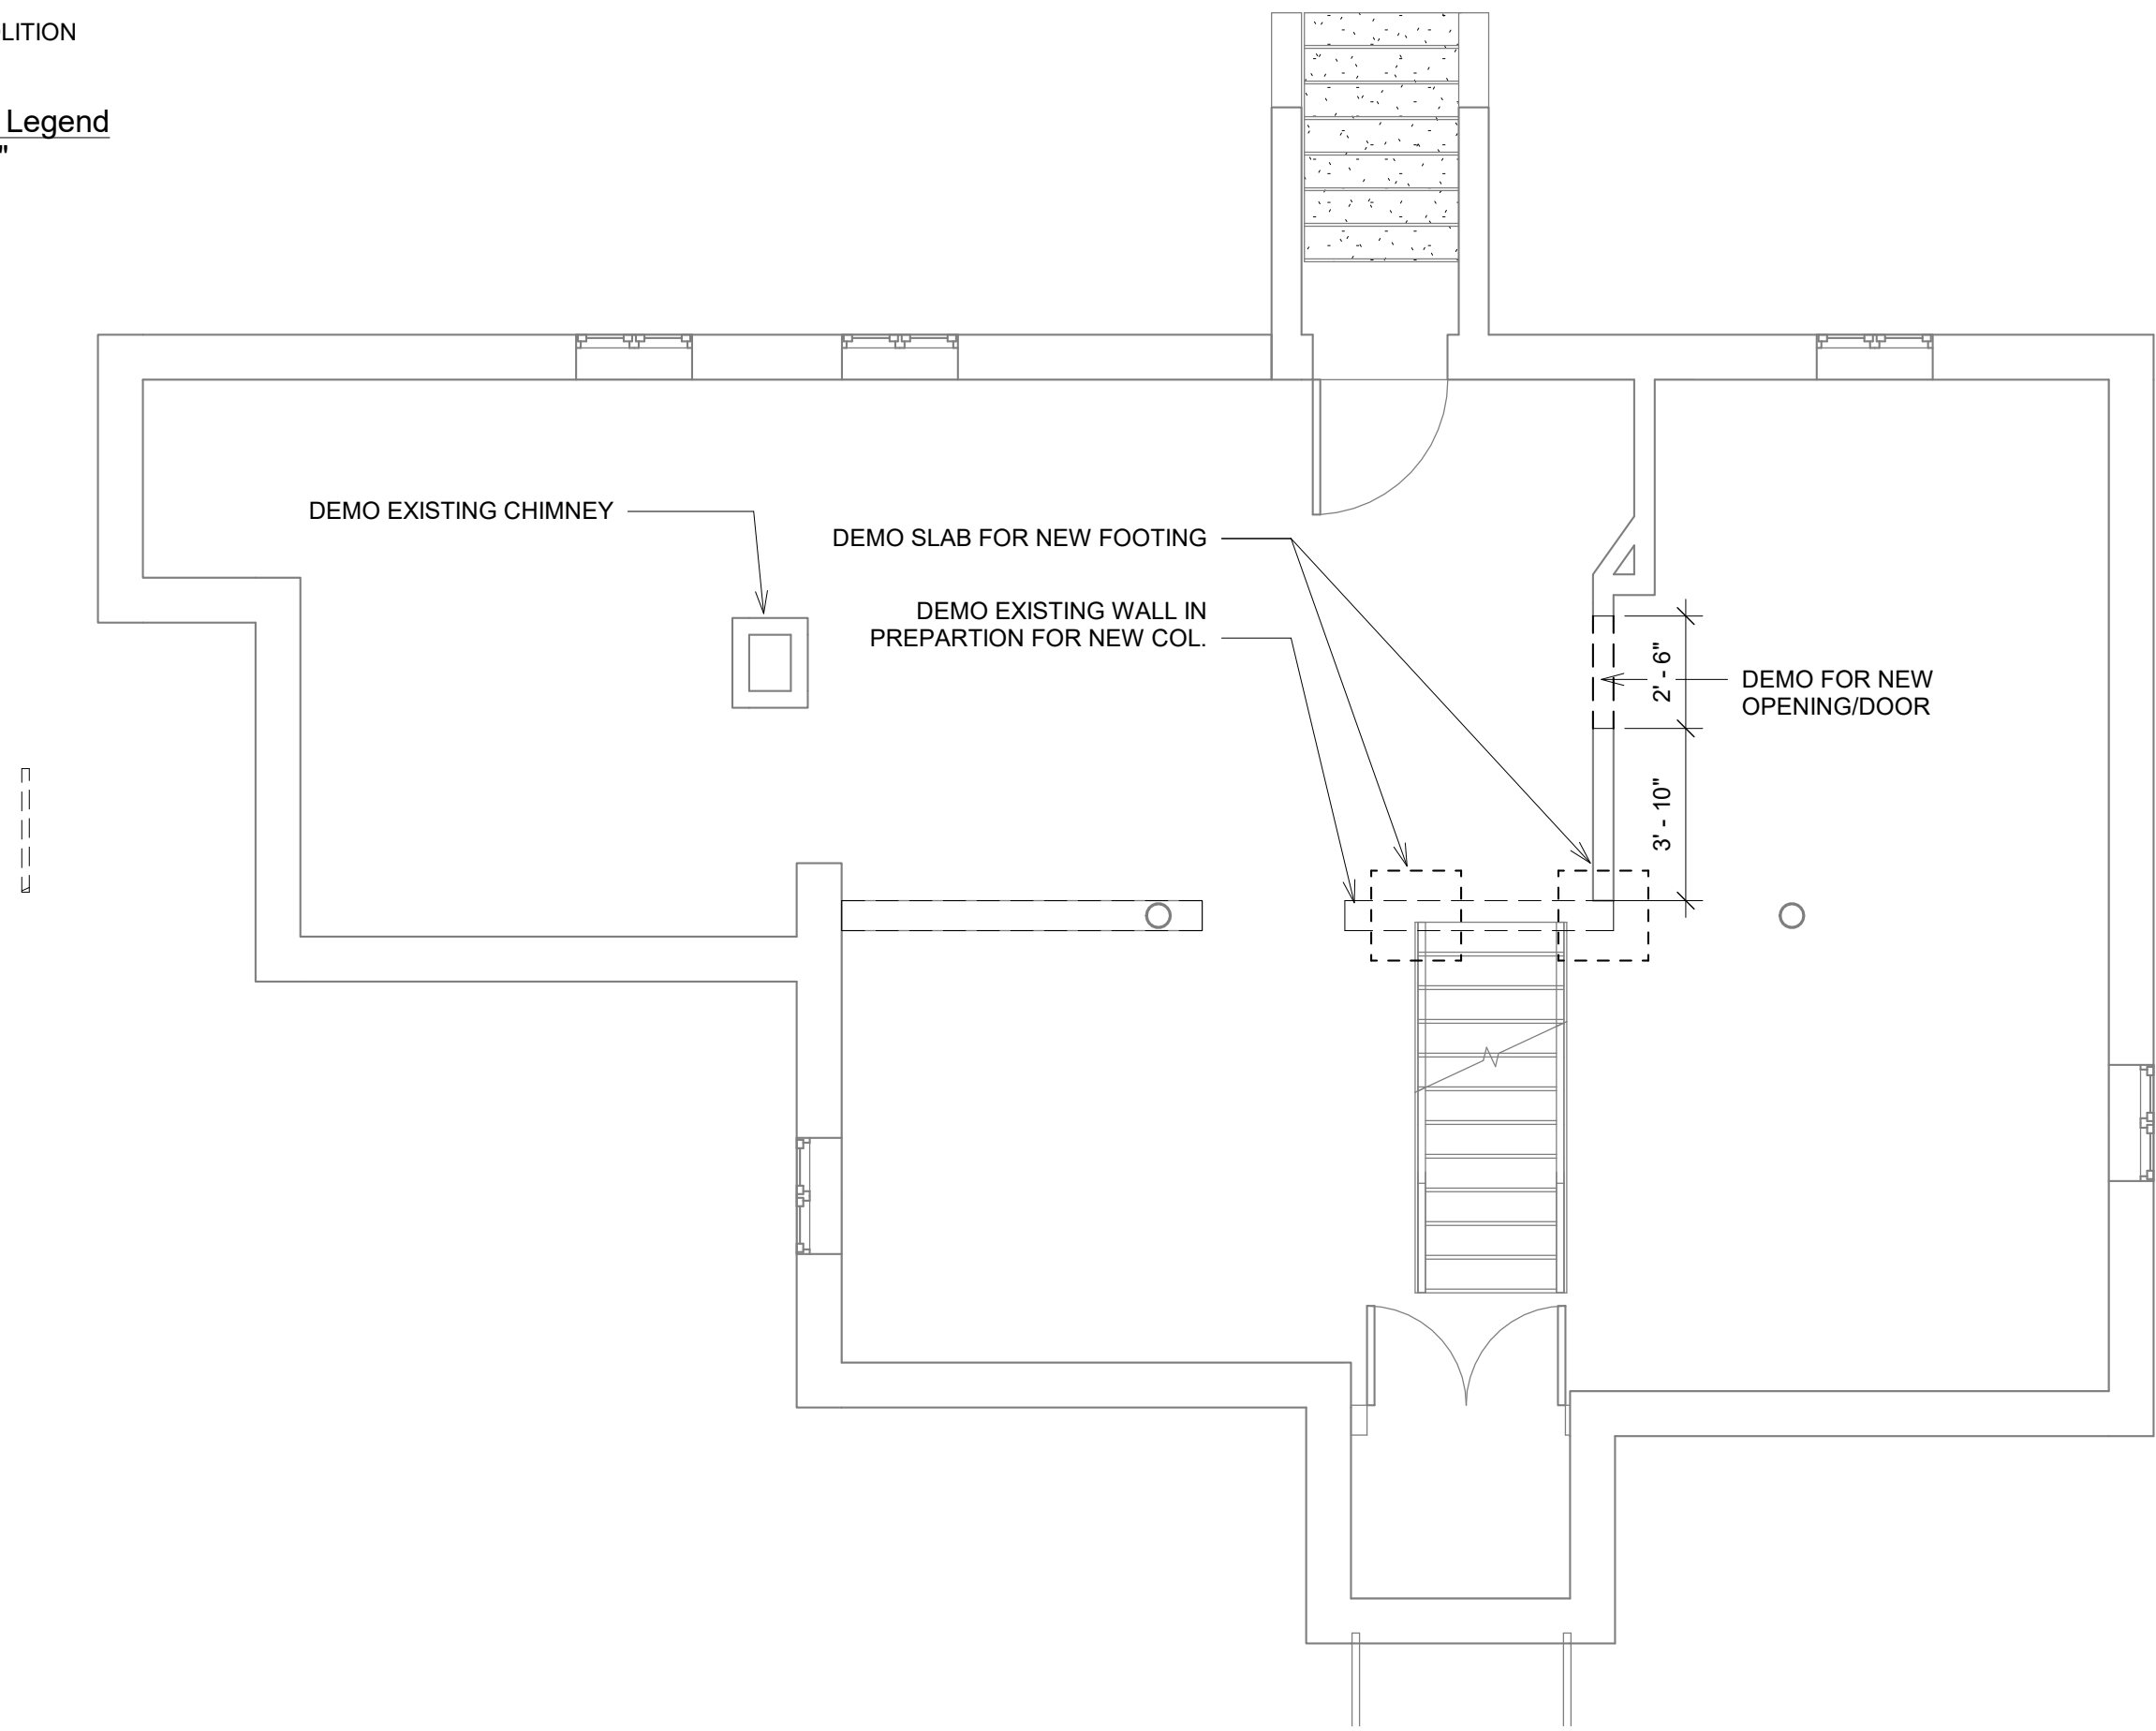 LITION
Legend
"
DEMO EXISTING CHIMNEY
DEMO SLAB FOR NEW FOOTING
DEMO EXISTING WALL IN
PREPARTION FOR NEW COL.
2' - 6"
DEMO FOR NEW
OPENING/DOOR
3' - 10"